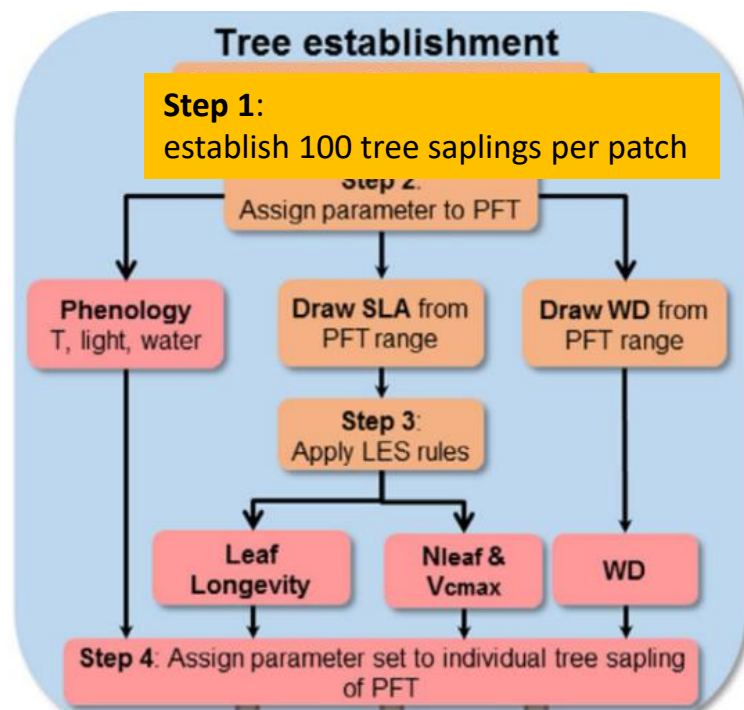 Tree establishment
Step 1:
establish 100 tree saplings per patch
Step 2:
Assign parameter to PFT
Phenology
T, light, water
Draw SLA from
PFT range
Draw WD from
PFT range
Step 3:
Apply LES rules
Leaf
Longevity
Nleaf &
Vcmax
WD
Step 4: Assign parameter set to individual tree sapling
of PFT